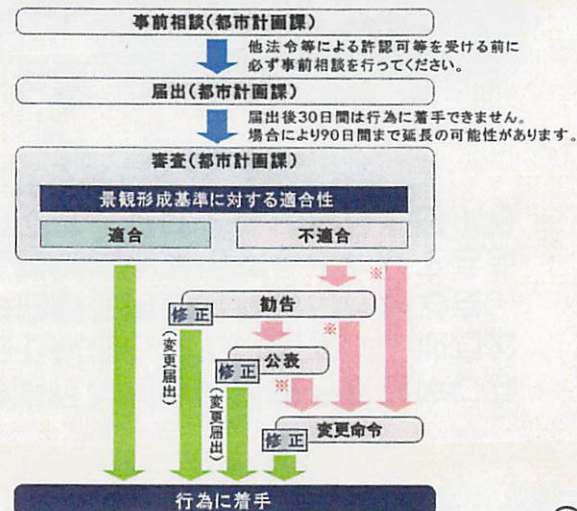 事前相談(都市計画課)
他法令等による許認可等を受ける前に
必ず事前相談を行ってください。
届出(都市計画課)
届出後30日間は行為に着手できません。
場合により90日間まで延長の可能性があります。
審査(都市計画課)
景観形成基準に対する適合性
適合
不適合
※
勧告
修正
(変更届出)
※
公表
修正
(変更届出)
※
変更命令
修正
行為に着手